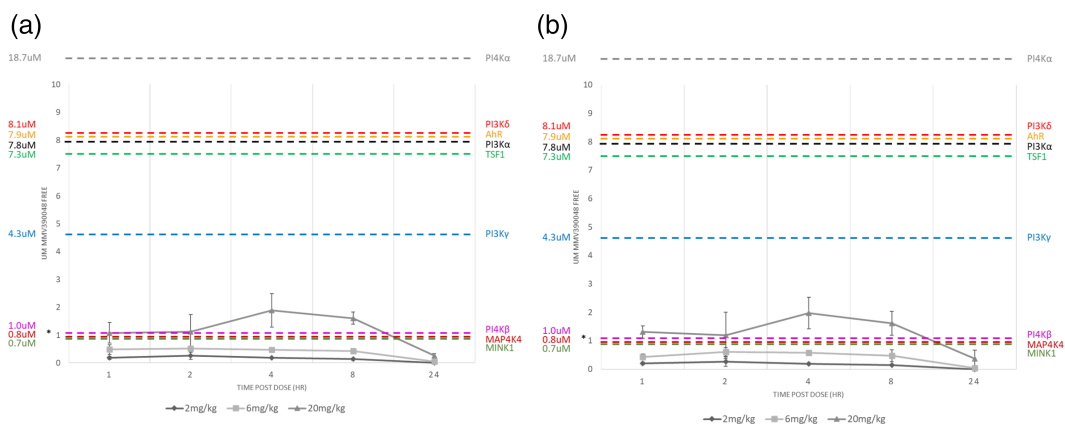 (a)
18.7uM
PI4Kα
10
9
8.1uM
PI3Kδ
7.9uM
AhR
8
7.8uM
PI3Kα
7.3uM
TSF1
7
6
UM MMV390048 FREE
5
4.3uM
PI3Kγ
4
3
2
1.0uM
PI4Kβ
*
1
0.8uM
MAP4K4
0.7uM
MINK1
0
1
2
4
8
24
TIME POST DOSE (HR)
2mg/kg 6mg/kg 20mg/kg
(b)
18.7uM
PI4Kα
10
9
8.1uM
PI3Kδ
7.9uM
AhR
8
7.8uM
PI3Kα
7.3uM
TSF1
7
6
UM MMV390048 FREE
5
4.3uM
PI3Kγ
4
3
2
1.0uM
PI4Kβ
*
1
0.8uM
MAP4K4
0.7uM
MINK1
0
1
2
4
8
24
TIME POST DOSE (HR)
2mg/kg 6mg/kg 20mg/kg